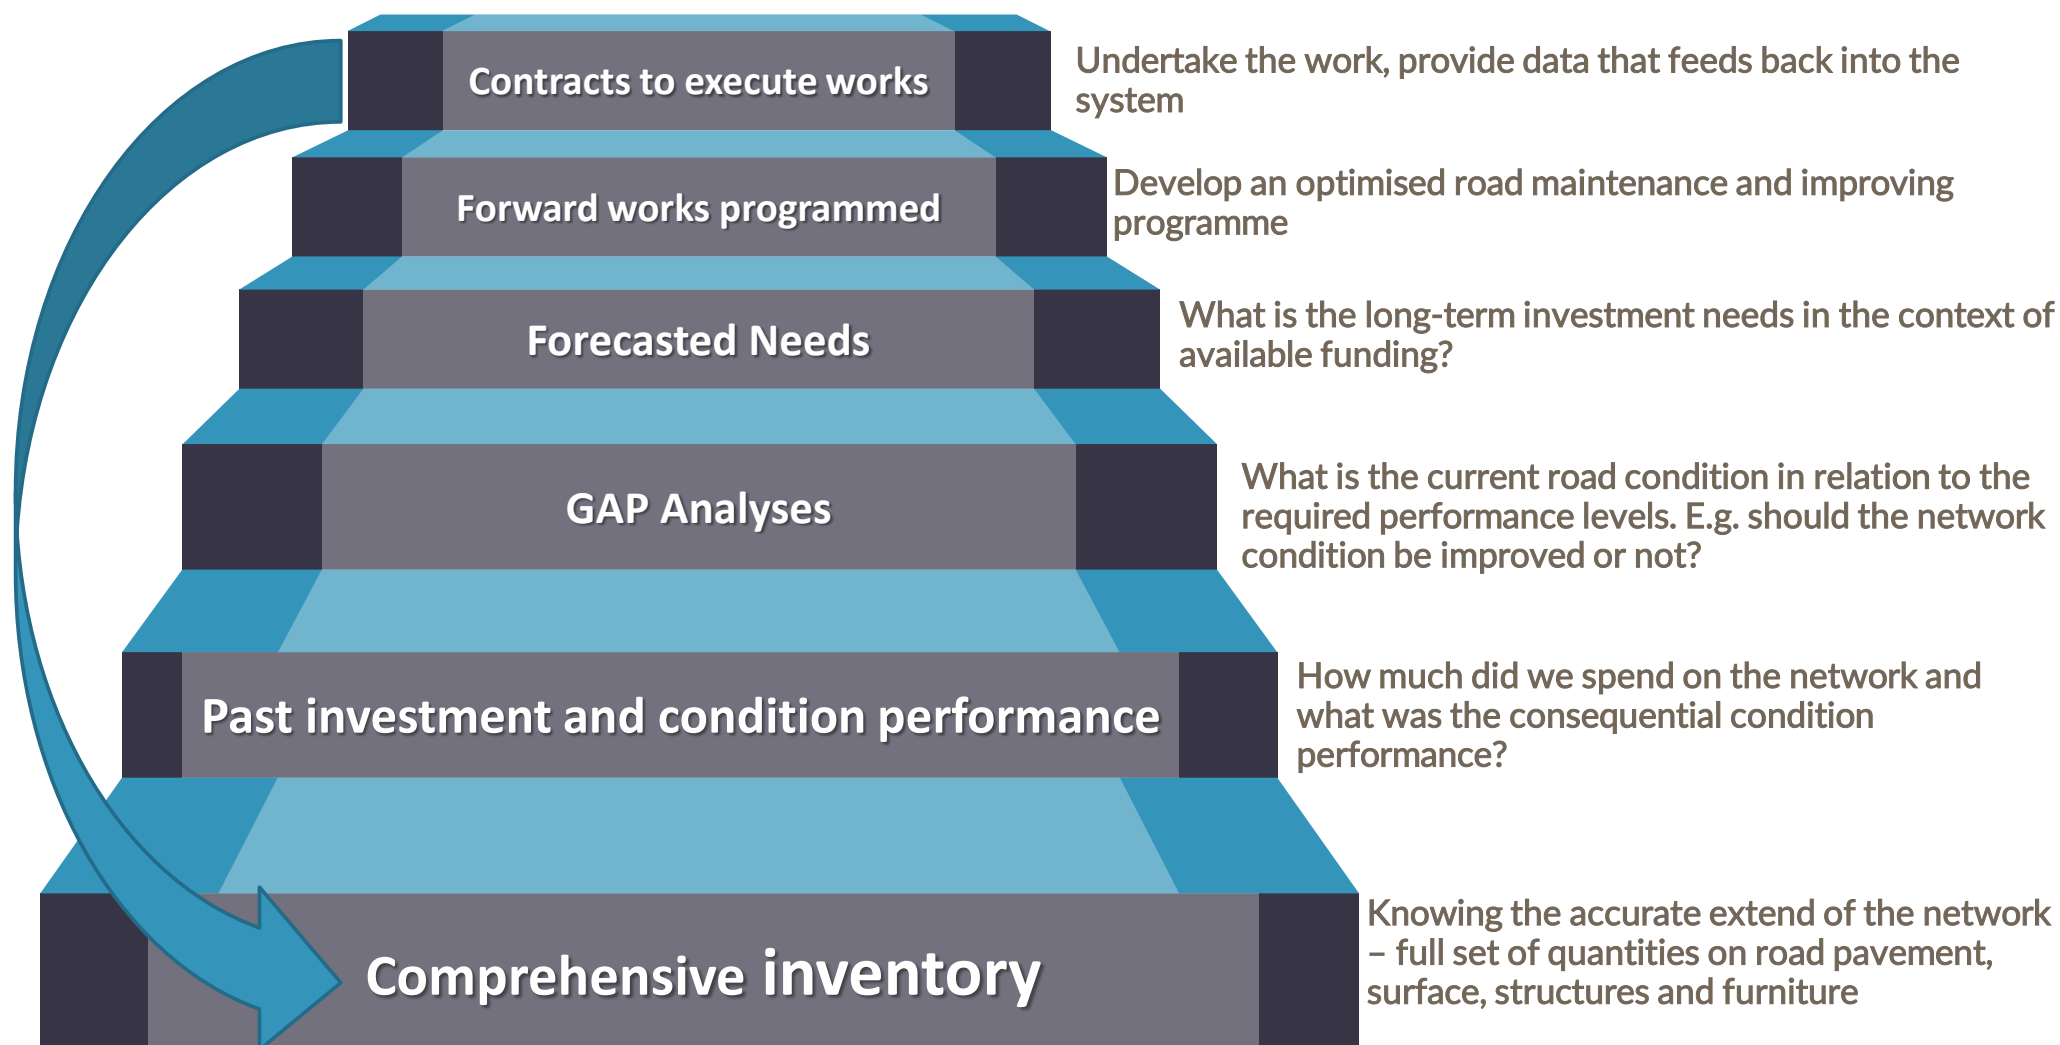 Contracts to execute works
Undertake the work, provide data that feeds back into the
system
Forward works programmed
Develop an optimised road maintenance and improving
programme
Forecasted Needs
What is the long-term investment needs in the context of
available funding?
GAP Analyses
What is the current road condition in relation to the
required performance levels. E.g. should the network
condition be improved or not?
Past investment and condition performance
How much did we spend on the network and
what was the consequential condition
performance?
Comprehensive inventory
Knowing the accurate extend of the network
– full set of quantities on road pavement,
surface, structures and furniture